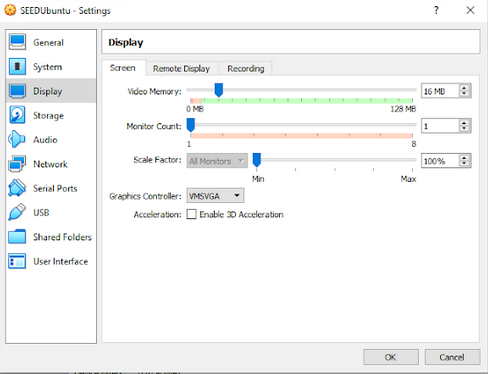 SEEDUbuntu - Settings
?
General
System
Display
Storage
Audio
Network
Serial Ports
USB
Shared Folders
User Interface
Display
Screen Remote Display Recording
Video Memory: 16 MB
0 MB 128 MB
Monitor Count: 1
1 8
Scale Factor: All Monitors 100%
Min Max
Graphics Controller: VMSVGA
Acceleration: Enable 3D Acceleration
OK Cancel